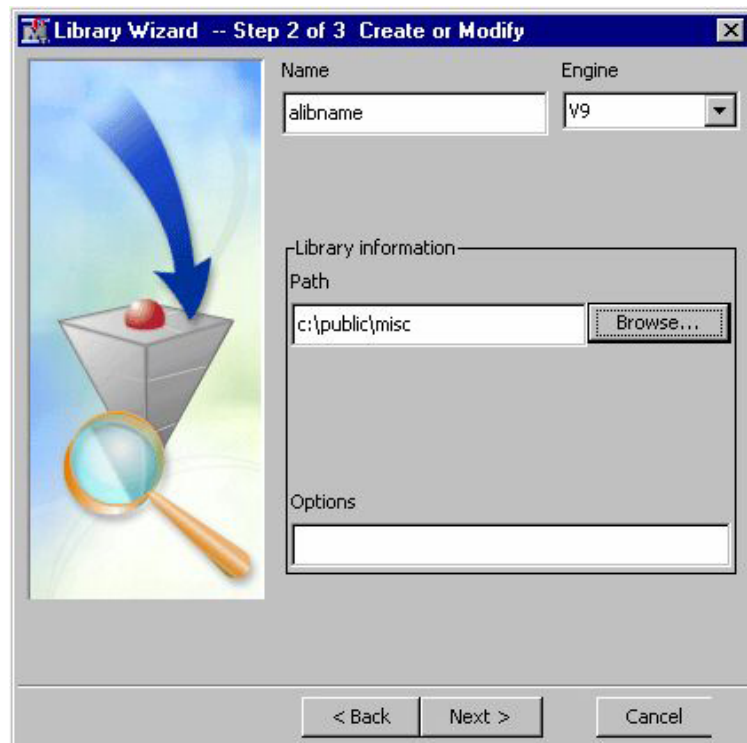 Library Wizard -- Step 2 of 3 Create or Modify
Name
Engine
alibname
V9
Library information
Path
c:\public\misc
Browse...
Options
< Back
Next >
Cancel